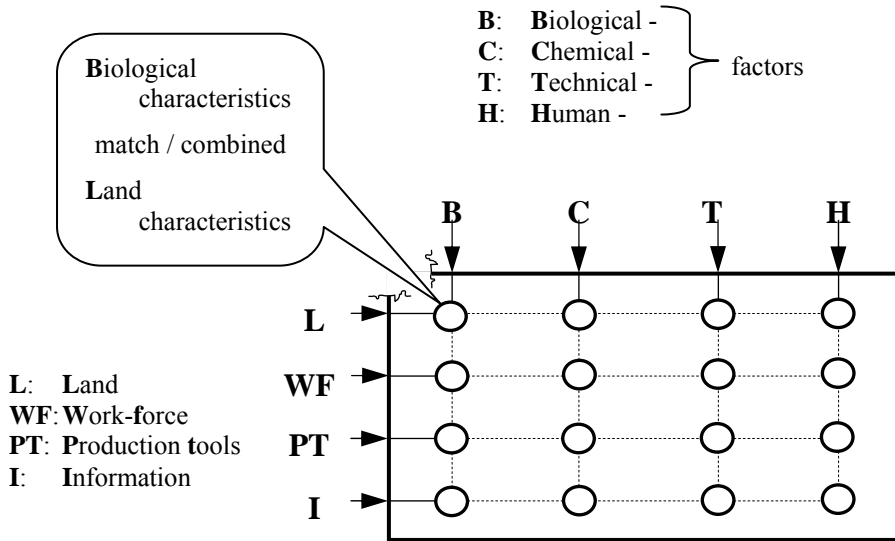 B: Biological -
C: Chemical -
T: Technical -
H: Human -
factors
Biological
characteristics
match / combined
Land
characteristics
B C T H
L
WF
PT
I
L: Land
WF: Work-force
PT: Production tools
I: Information